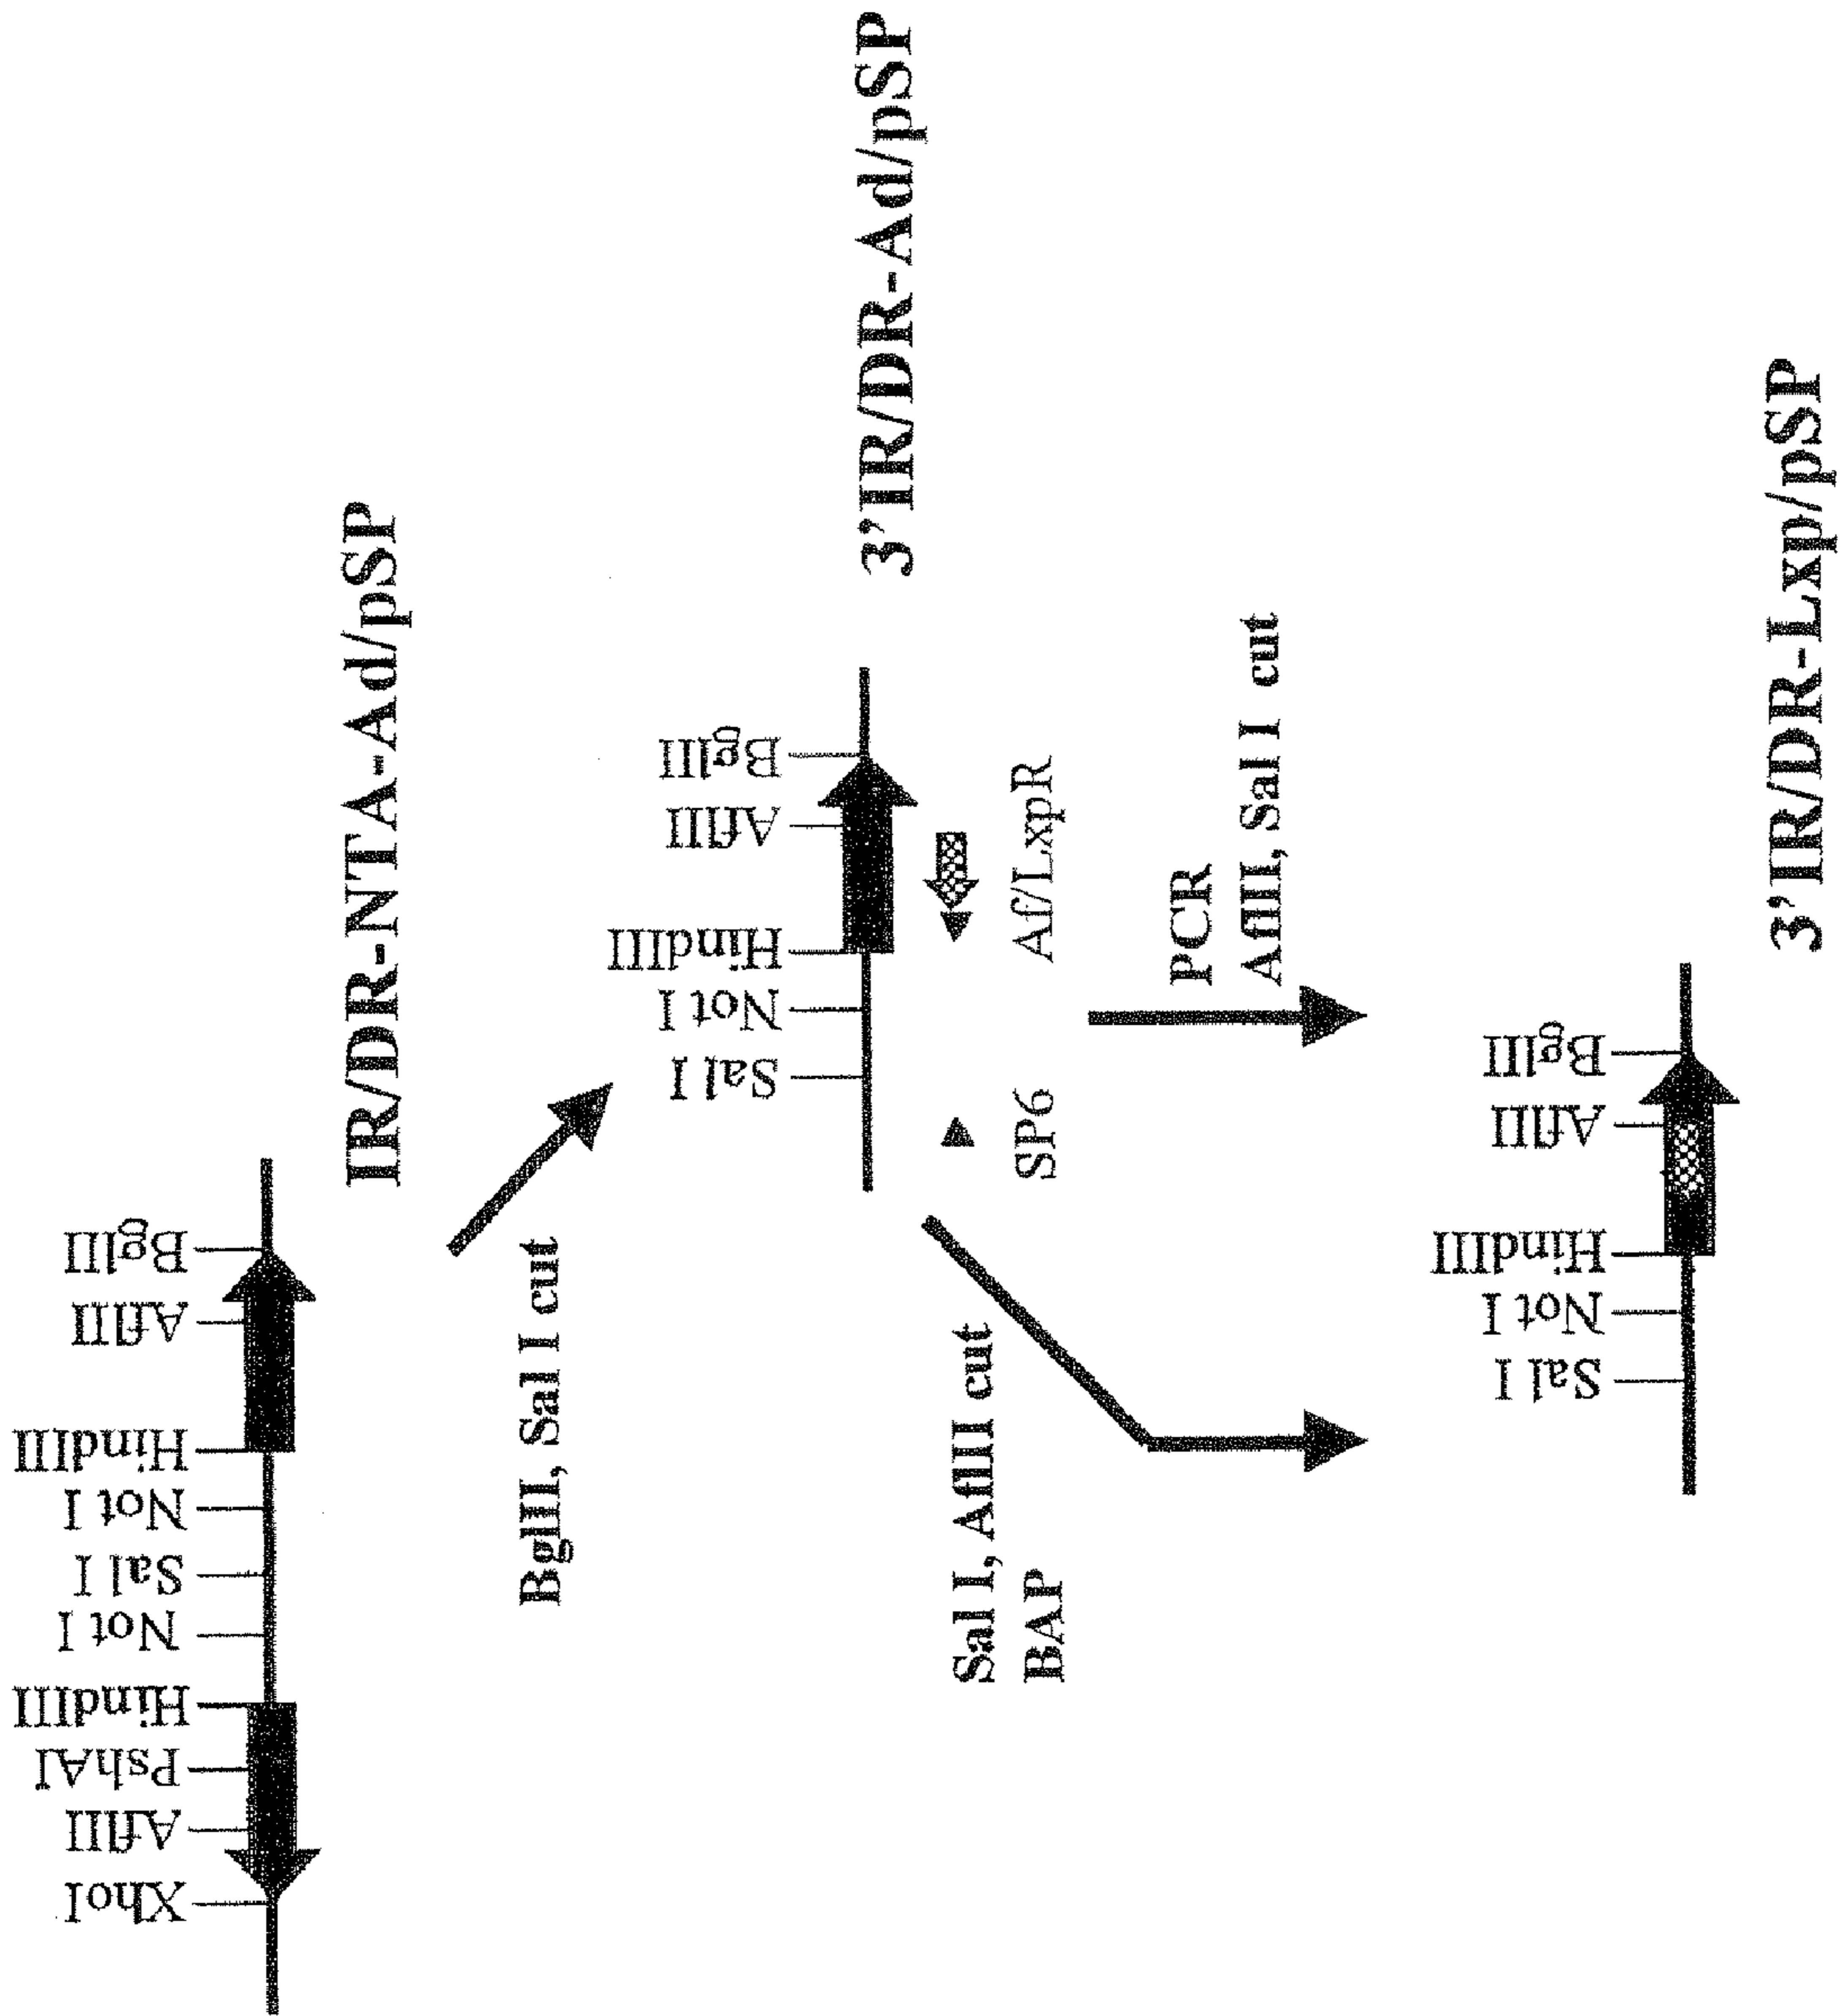 XhoI
AflII
PshAI
HindIII
Not I
Sal I
Not I
HindIII
AflII
BglII
IR/DR-NTA-Ad/pSP
BglII, Sal I cut
Sal I
Not I
HindIII
AflII
BglII
3'IR/DR-Ad/pSP
SP6
Af/LxpR
Sal I, AflII cut
BAP
PCR
AflII, Sal I cut
Sal I
Not I
HindIII
AflII
BglII
3'IR/DR-Lxp/pSP